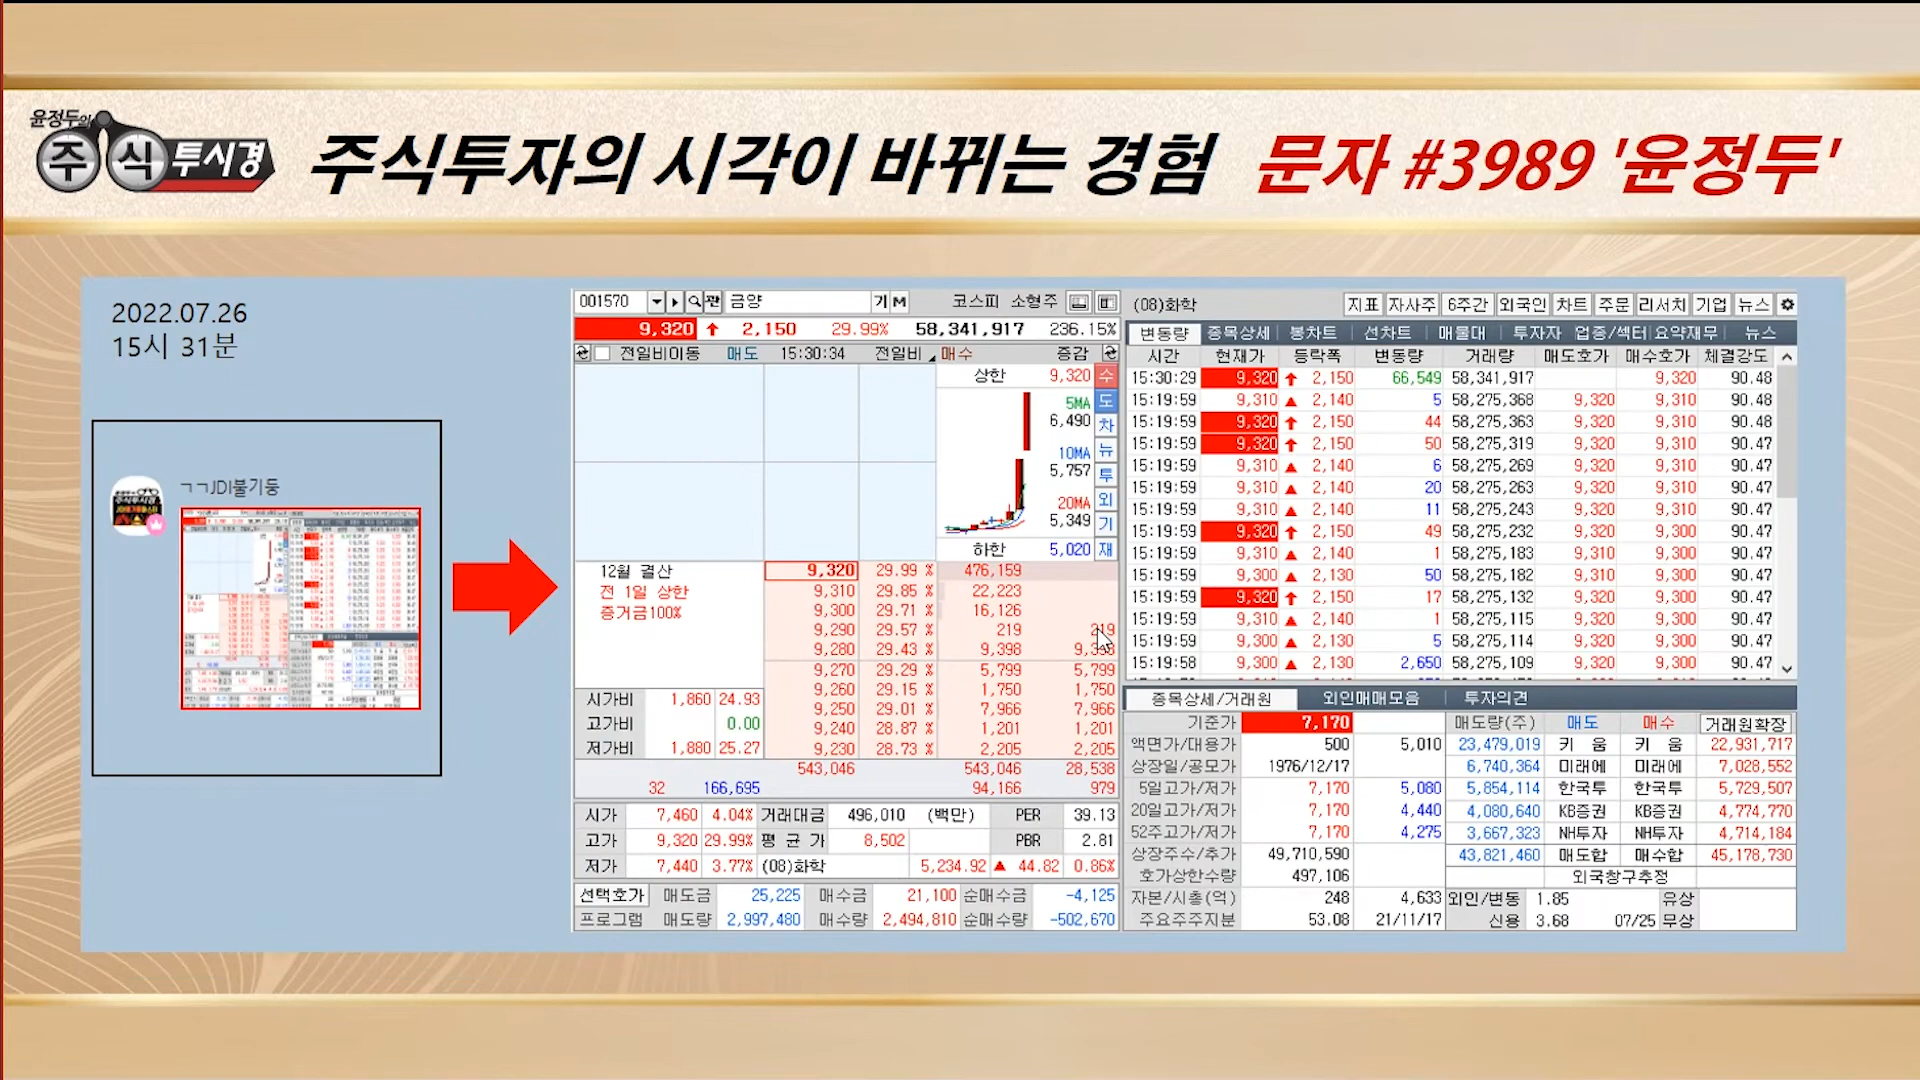 윤정두의
주식투시경
주식투자의 시각이 바뀌는 경험 문자 #3989 '윤정두'
2022.07.26
15시 31분
ㄱㄱJDI불기둥
001570 관 금양 기 M 코스피 소형주
9,320 2,150 29.99% 58,341,917 236.15%
전일비이동 매도 15:30:34 전일비 매수 증감
상한 9,320 수
5MA 도
6,490 차
10MA 뉴
5,757 투
20MA 외
5,349 기
하한 5,020 재
12월 결산
전 1일 상한
증거금100%
9,320 29.99 % 476,159
9,310 29.85 % 22,223
9,300 29.71 % 16,126
9,290 29.57 % 219 219
9,280 29.43 % 9,398
9,270 29.29 % 5,799 5,799
9,260 29.15 % 1,750 1,750
9,250 29.01 % 7,966 7,966
9,240 28.87 % 1,201 1,201
9,230 28.73 % 2,205 2,205
시가비 1,860 24.93
고가비 0.00
저가비 1,880 25.27
543,046 543,046 28,538
32 166,695 94,166 979
시가 7,460 4.04% 거래대금 496,010 (백만) PER 39.13
고가 9,320 29.99% 평균가 8,502 PBR 2.81
저가 7,440 3.77% (08)화학 5,234.92 ▲ 44.82 0.86%
선택호가 매도금 25,225 매수금 21,100 순매수금 -4,125
프로그램 매도량 2,997,480 매수량 2,494,810 순매수량 -502,670
(08)화학 지표 자사주 6주간 외국인 차트 주문 리서치 기업 뉴스
변동량 종목상세 봉차트 선차트 매물대 투자자 업종/섹터 요약재무 뉴스
시간 현재가 등락폭 변동량 거래량 매도호가 매수호가 체결강도
15:30:29 9,320 2,150 66,549 58,341,917 9,320 90.48
15:19:59 9,310 ▲ 2,140 5 58,275,368 9,320 9,310 90.48
15:19:59 9,320 2,150 44 58,275,363 9,320 9,310 90.48
15:19:59 9,320 2,150 50 58,275,319 9,320 9,310 90.47
15:19:59 9,310 ▲ 2,140 6 58,275,269 9,320 9,310 90.47
15:19:59 9,310 ▲ 2,140 20 58,275,263 9,320 9,310 90.47
15:19:59 9,310 ▲ 2,140 11 58,275,243 9,320 9,310 90.47
15:19:59 9,320 2,150 49 58,275,232 9,320 9,300 90.47
15:19:59 9,310 ▲ 2,140 1 58,275,183 9,310 9,300 90.47
15:19:59 9,300 ▲ 2,130 50 58,275,182 9,310 9,300 90.47
15:19:59 9,320 2,150 17 58,275,132 9,320 9,300 90.47
15:19:59 9,310 ▲ 2,140 1 58,275,115 9,320 9,300 90.47
15:19:59 9,300 ▲ 2,130 5 58,275,114 9,320 9,300 90.47
15:19:58 9,300 ▲ 2,130 2,650 58,275,109 9,320 9,300 90.47
종목상세/거래원 외인매매모음 투자의견
기준가 7,170 매도량(주) 매도 매수 거래원확장
액면가/대용가 500 5,010 23,479,019 키 움 키 움 22,931,717
상장일/공모가 1976/12/17 6,740,364 미래에 미래에 7,028,552
5일고가/저가 7,170 5,080 5,854,114 한국투 한국투 5,729,507
20일고가/저가 7,170 4,440 4,080,640 KB증권 KB증권 4,774,770
52주고가/저가 7,170 4,275 3,667,323 NH투자 NH투자 4,714,184
상장주수/추가 49,710,590 43,821,460 매도합 매수합 45,178,730
호가상한수량 497,106 외국창구추정
자본/시총(억) 248 4,633 외인/변동 1.85 유상
주요주주지분 53.08 21/11/17 신용 3.68 07/25 무상